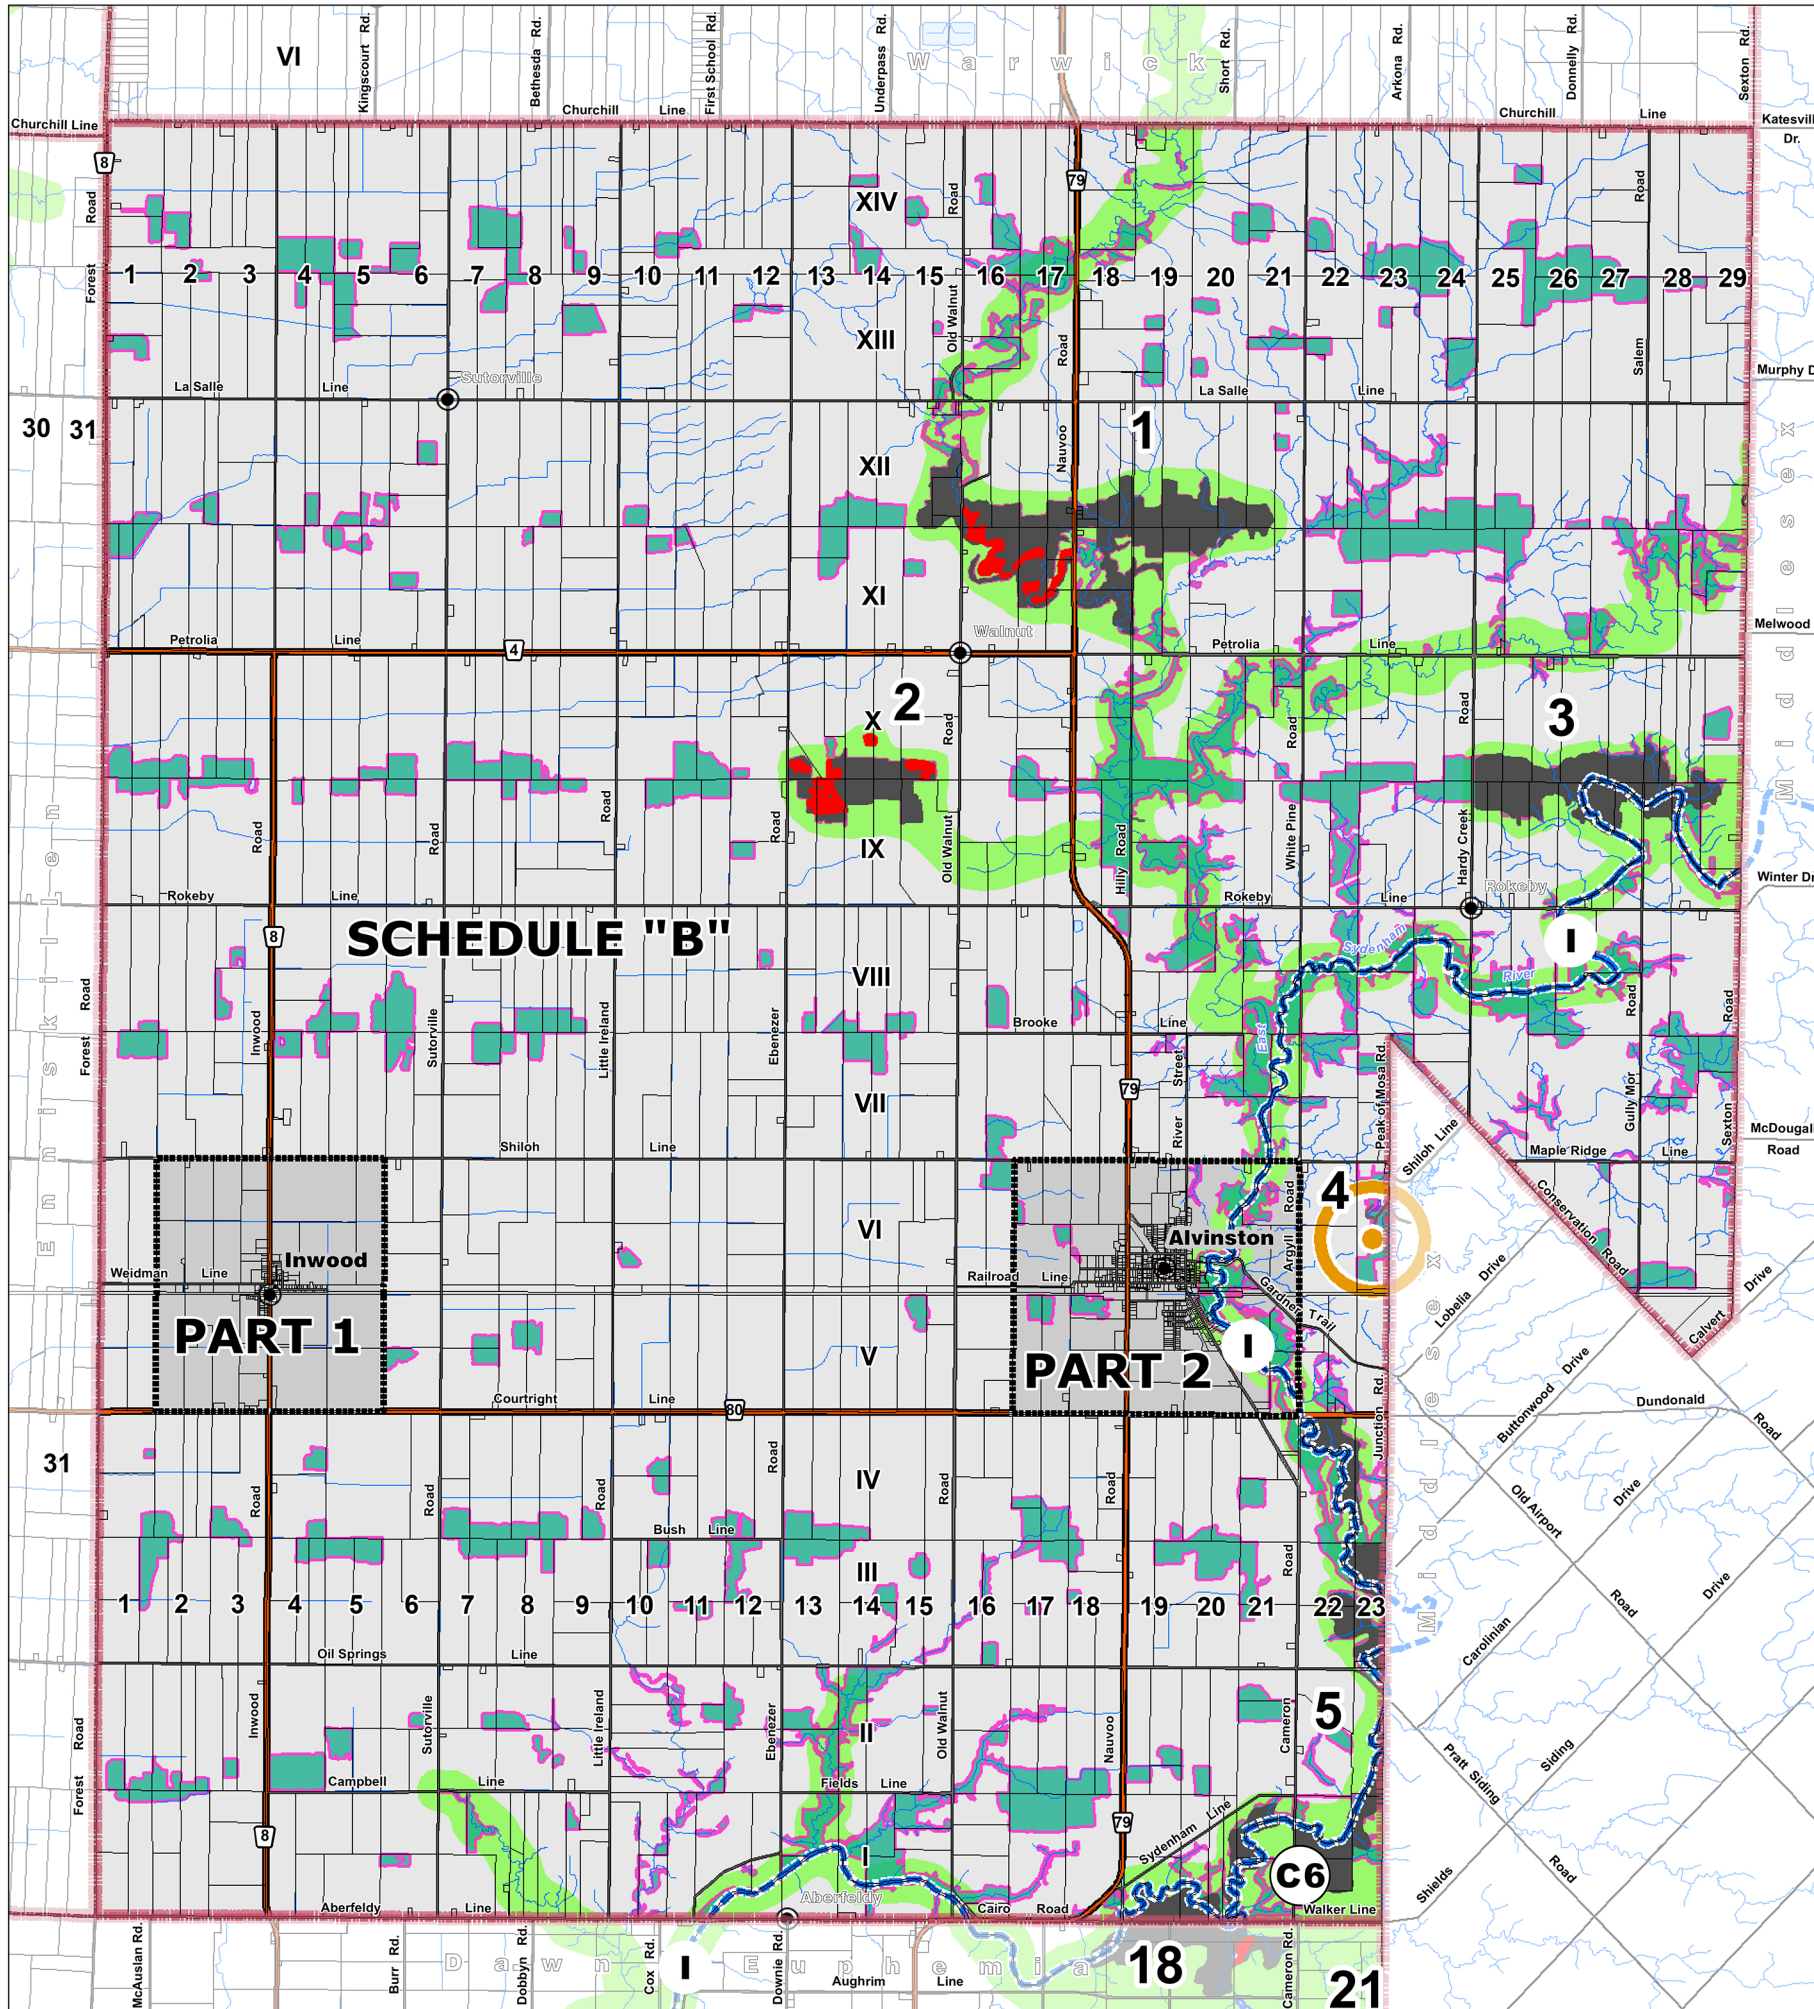 VI
Kingscourt Rd.
Bethesda Rd.
First School Rd.
Underpass Rd.
Warwick
Short Rd.
Arkona Rd.
Donnelly Rd.
Sexton Rd.
Churchill Line
Churchill Line
Churchill Line
Katesvill
Dr.
8
79
Forest Road
XIV
Road
Road
1 2 3 4 5 6 7 8 9 10 11 12 13 14 15 16 17 18 19 20 21 22 23 24 25 26 27 28 29
Old Walnut
XIII
Road
Salem
La Salle Line
Sutorville
La Salle Line
Murphy D
30 31
1
Nauvoo
XII
Middlesex
XI
Walnut
Petrolia Line
4
Petrolia Line
Melwood
2
X
Road
Road
Road
3
Road
Road
Road
Road
Hilly Road
White Pine
Hardy Creek
IX
Old Walnut
Rokeby Line
Rokeby Line
Rokeby
Winter Dr
Enniskillen
8
SCHEDULE "B"
I
Sydenham
River
VIII
Forest Road
Inwood
Sutorville
Little Ireland
Ebenezer
Brooke Line
East
Road
Road
79
Street
River
Peak of Mosa Rd.
VII
Gully Mor
Sexton
McDougall
Road
Shiloh Line
Shiloh Line
Maple Ridge Line
Conservation Road
4
VI
Alvinston
Argyll Road
Inwood
Weidman Line
Railroad Line
Gardner Trail
Lobelia Drive
Calvert Drive
PART 1
V
PART 2
I
Courtright Line
80
Junction Rd.
Buttonwood Drive
Dundonald
Road
31
IV
Road
Road
Road
Road
Road
Road
Road
Bush Line
Old Airport
Road
Drive
Drive
Middlesex
III
1 2 3 4 5 6 7 8 9 10 11 12 13 14 15 16 17 18 19 20 21 22 23
Oil Springs Line
Carolinian
5
Forest Road
Inwood
Sutorville
Little Ireland
Ebenezer
II
Old Walnut
Nauvoo
Cameron
Pratt Siding
Road
Siding
Campbell Line
Fields Line
8
79
Sydenham Line
I
C6
Shields
Aberfeldy Line
Aberfeldy
Cairo Road
Walker Line
McAuslan Rd.
Burr Rd.
Dawn Euphemia
Dobbyn Rd.
Cox Rd.
I
Downie Rd.
Aughrim Line
18
Cameron Rd.
21